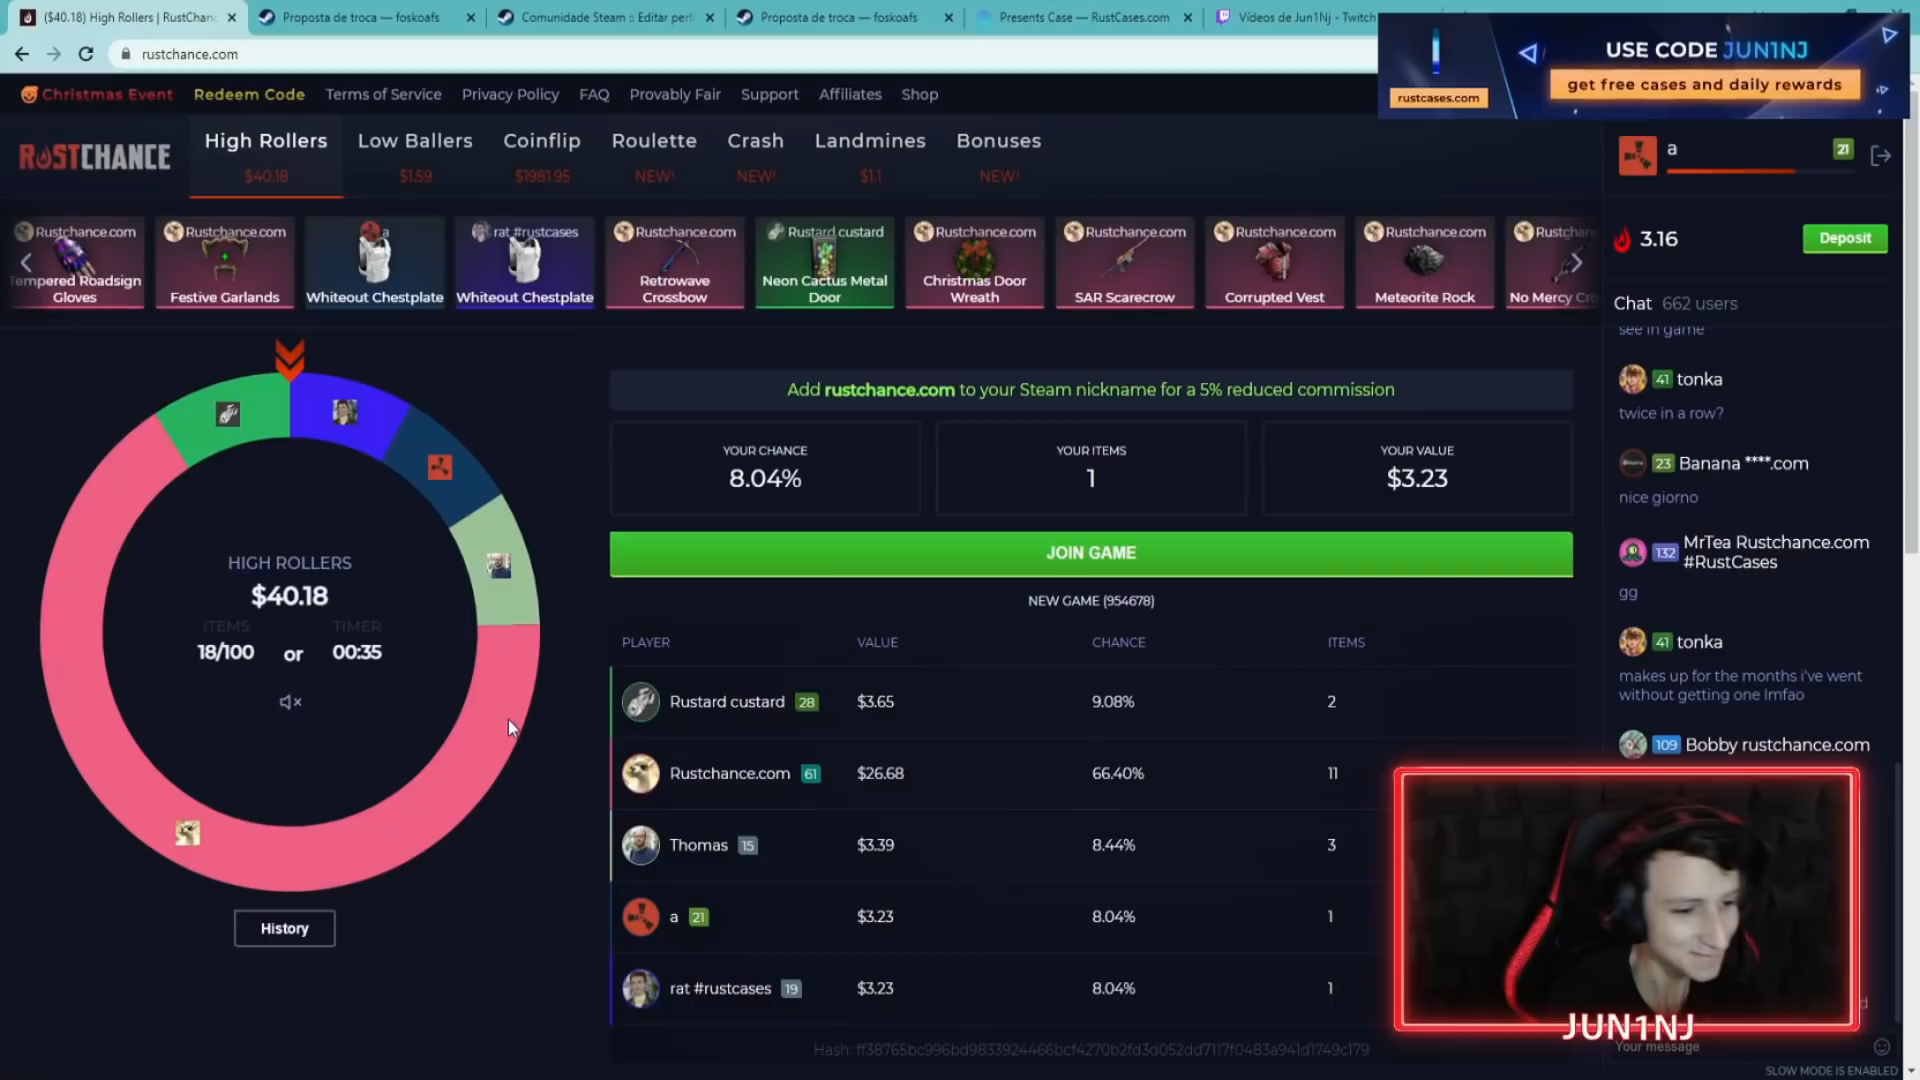 ($40.18) High Rollers | RustChanc
Proposta de troca — foskoafs
Comunidade Steam :: Editar perf
Proposta de troca — foskoafs
Presents Case — RustCases.com
Vídeos de Jun1Nj - Twitch
rustchance.com
USE CODE JUN1NJ
get free cases and daily rewards
rustcases.com
Christmas Event
Redeem Code
Terms of Service
Privacy Policy
FAQ
Provably Fair
Support
Affiliates
Shop
RUSTCHANCE
High Rollers
$40.18
Low Ballers
$1.59
Coinflip
$1981.95
Roulette
NEW!
Crash
NEW!
Landmines
$1.1
Bonuses
NEW!
a
21
Rustchance.com
Tempered Roadsign
Gloves
Rustchance.com
Festive Garlands
a
Whiteout Chestplate
rat #rustcases
Whiteout Chestplate
Rustchance.com
Retrowave
Crossbow
Rustard custard
Neon Cactus Metal
Door
Rustchance.com
Christmas Door
Wreath
Rustchance.com
SAR Scarecrow
Rustchance.com
Corrupted Vest
Rustchance.com
Meteorite Rock
Rustchan
No Mercy Cro
3.16
Deposit
Chat 662 users
see in game
41 tonka
twice in a row?
23 Banana ****.com
nice giorno
132 MrTea Rustchance.com
#RustCases
gg
41 tonka
makes up for the months i've went
without getting one lmfao
109 Bobby rustchance.com
Add rustchance.com to your Steam nickname for a 5% reduced commission
YOUR CHANCE
8.04%
YOUR ITEMS
1
YOUR VALUE
$3.23
JOIN GAME
NEW GAME (954678)
HIGH ROLLERS
$40.18
ITEMS
TIMER
18/100 or 00:35
History
PLAYER VALUE CHANCE ITEMS
Rustard custard 28 $3.65 9.08% 2
Rustchance.com 61 $26.68 66.40% 11
Thomas 15 $3.39 8.44% 3
a 21 $3.23 8.04% 1
rat #rustcases 19 $3.23 8.04% 1
Hash: ff38765bc996bd9833924466bcf4270b2fd3d052dd7117f0483a941d1749c179
JUN1NJ
Your message
SLOW MODE IS ENABLED